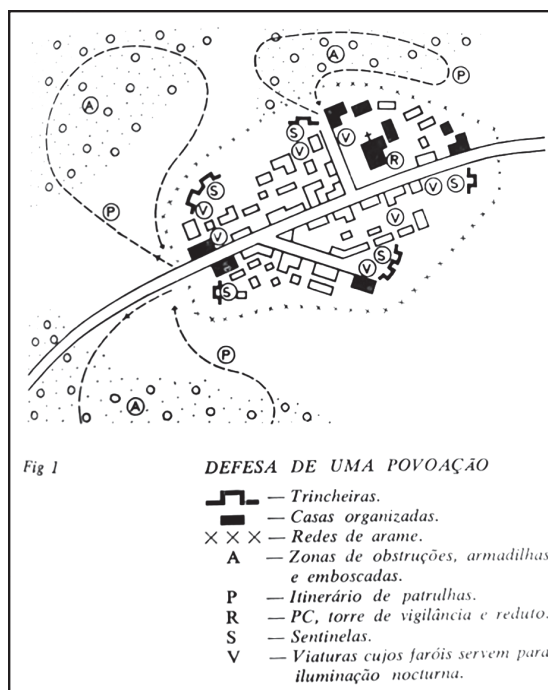 A
A
P
S
V
V
R
S
V
V
S
P
V
V
V
S
S
V
P
A
Fig 1
DEFESA DE UMA POVOAÇÃO
— Trincheiras.
— Casas organizadas.
× × × — Redes de arame.
A — Zonas de obstruções, armadilhas
e emboscadas.
P — Itinerário de patrulhas.
R — PC, torre de vigilância e reduto.
S — Sentinelas.
V — Viaturas cujos faróis servem para
iluminação nocturna.